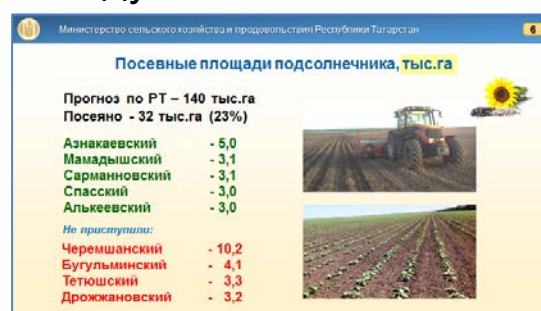 Министерство сельского хозяйства и продовольствия Республики Татарстан
6
Посевные площади подсолнечника, тыс.га
Прогноз по РТ – 140 тыс.га
Посеяно - 32 тыс.га (23%)
Азнакаевский - 5,0
Мамадышский - 3,1
Сармановский - 3,1
Спасский - 3,0
Алькеевский - 3,0
Не приступили:
Черемшанский - 10,2
Бугульминский - 4,1
Тетюшский - 3,3
Дрожжановский - 3,2